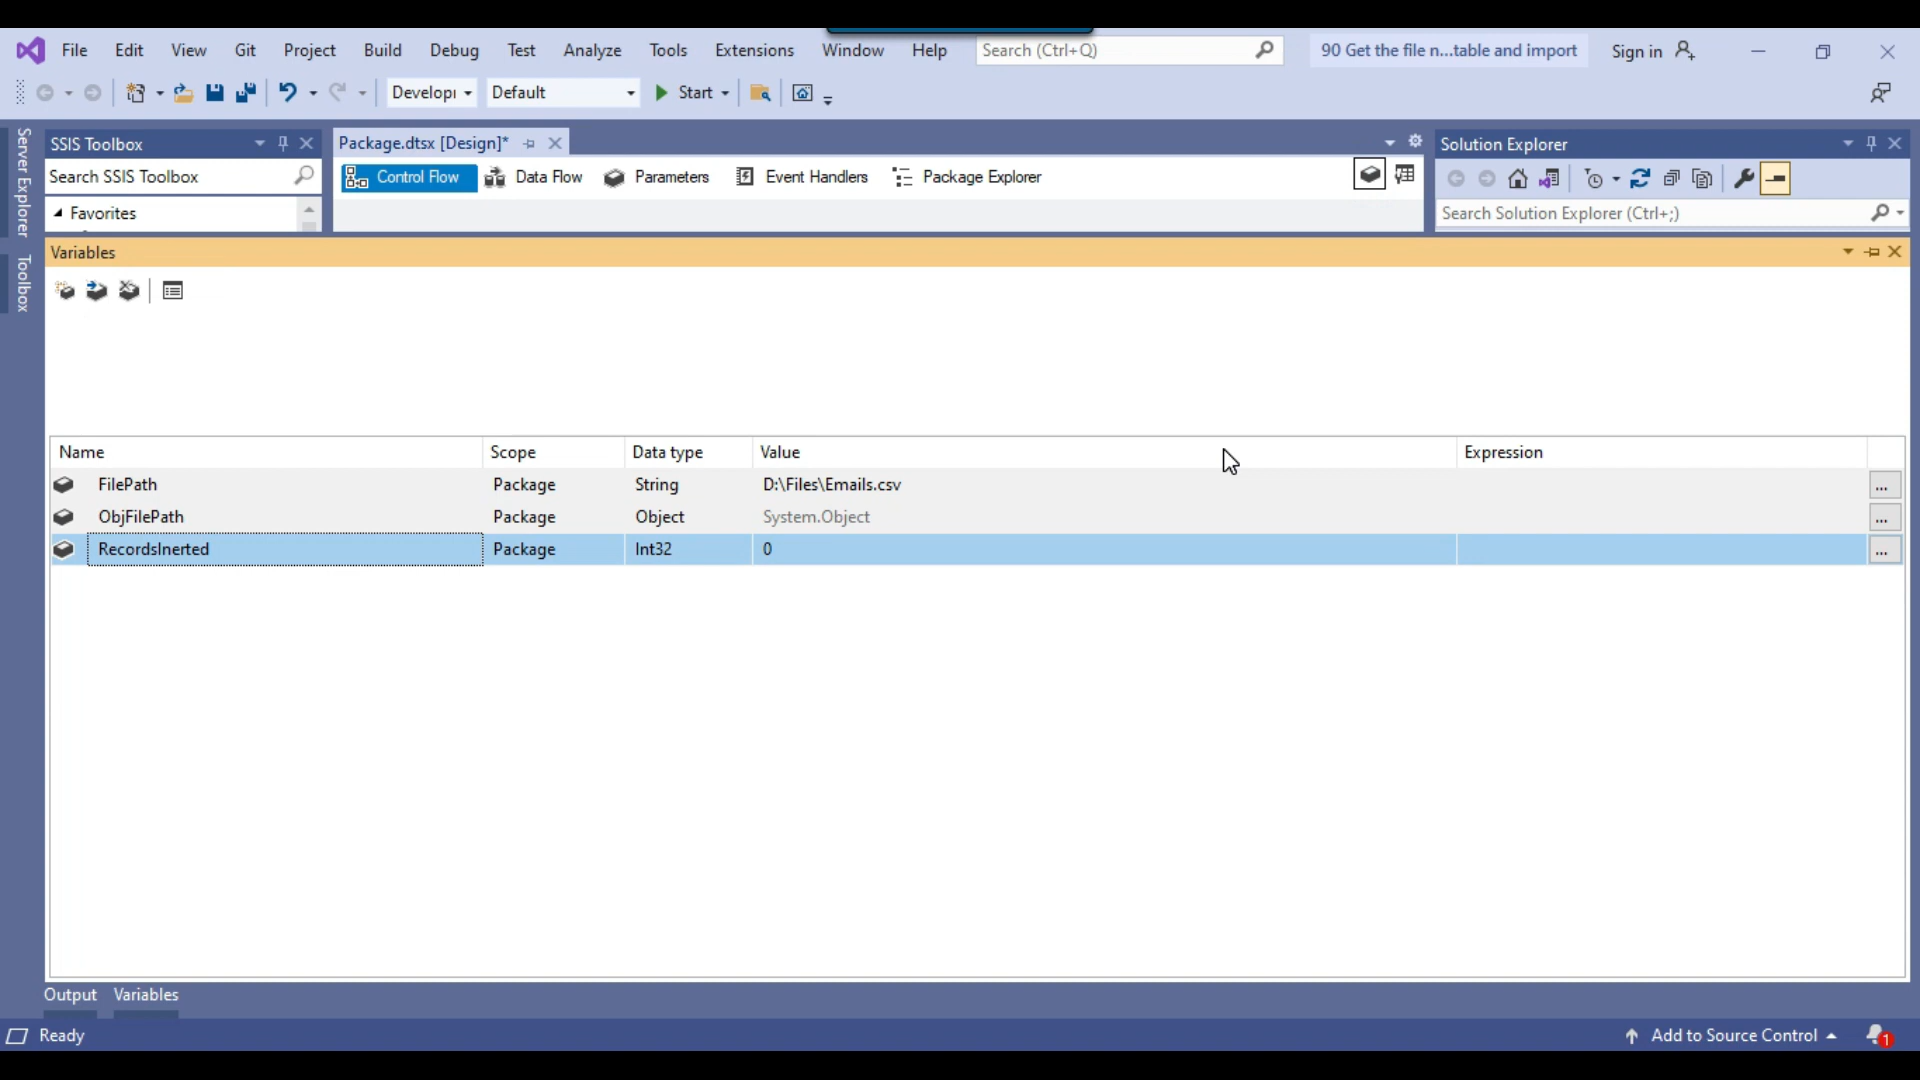 File Edit View Git Project Build Debug Test Analyze Tools Extensions Window Help Search (Ctrl+Q) 90 Get the file n...table and import Sign in
Developı Default Start
Server Explorer
Toolbox
SSIS Toolbox
Search SSIS Toolbox
Favorites
Package.dtsx [Design]*
Control Flow Data Flow Parameters Event Handlers Package Explorer
Solution Explorer
Search Solution Explorer (Ctrl+;)
Variables
Name Scope Data type Value Expression
FilePath Package String D:\Files\Emails.csv ...
ObjFilePath Package Object System.Object ...
RecordsInerted Package Int32 0 ...
Output Variables
Ready Add to Source Control 1